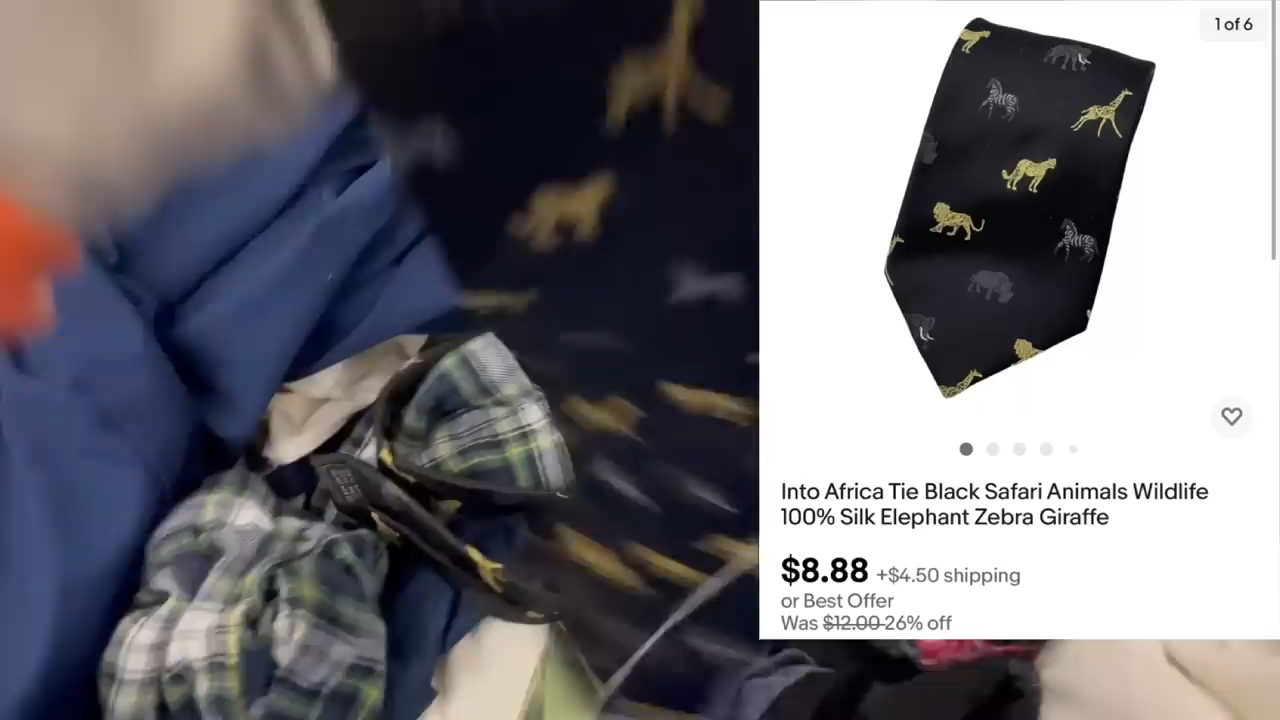 1 of 6
Into Africa Tie Black Safari Animals Wildlife
100% Silk Elephant Zebra Giraffe
$8.88 +$4.50 shipping
or Best Offer
Was $12.00 26% off